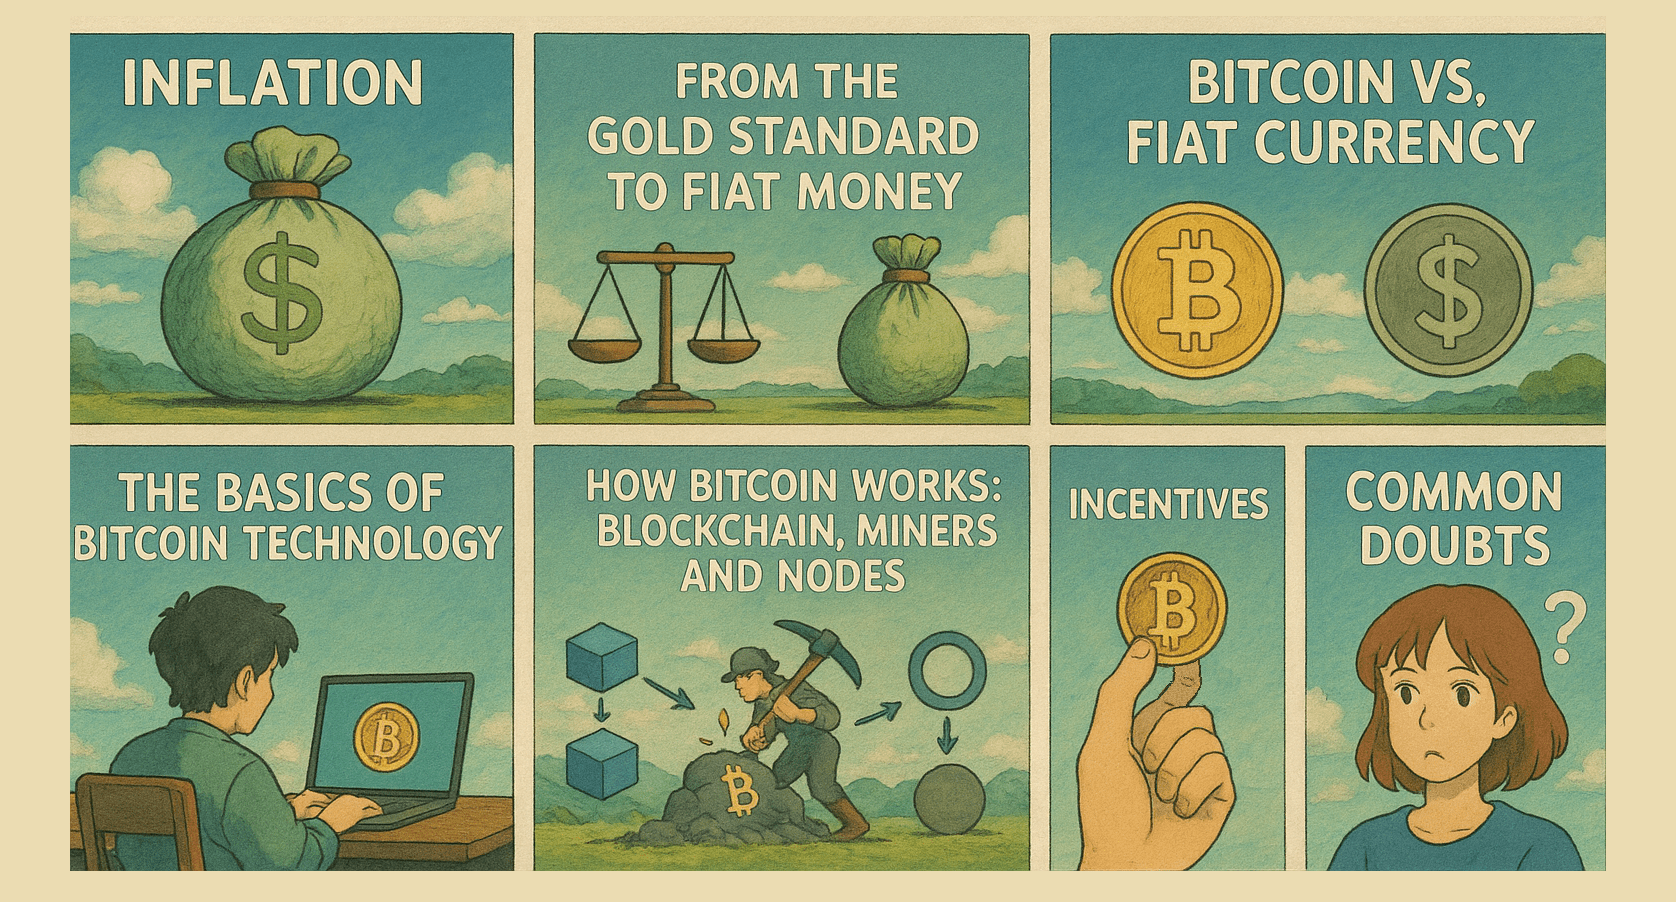 INFLATION
$
FROM THE
GOLD STANDARD
TO FIAT MONEY
BITCOIN VS,
FIAT CURRENCY
₿ $
THE BASICS OF
BITCOIN TECHNOLOGY
₿
HOW BITCOIN WORKS:
BLOCKCHAIN, MINERS
AND NODES
₿
INCENTIVES
₿
COMMON
DOUBTS
?